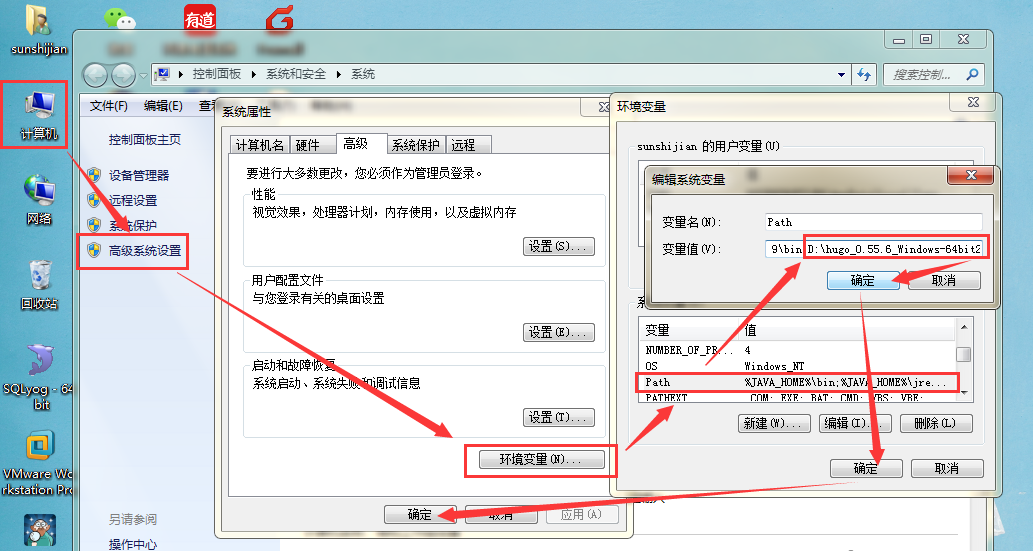 sunshijian
有道
计算机
网络
回收站
SQLyog - 64
bit
VMware Wo
rkstation Pro
控制面板 系统和安全 系统
搜索控制...
文件(F) 编辑(E) 查
控制面板主页
设备管理器
远程设置
系统保护
高级系统设置
另请参阅
操作中心
系统属性
计算机名 硬件 高级 系统保护 远程
要进行大多数更改，您必须作为管理员登录。
性能
视觉效果，处理器计划，内存使用，以及虚拟内存
设置(S)...
用户配置文件
与您登录有关的桌面设置
设置(E)...
启动和故障恢复
系统启动、系统失败和调试信息
设置(T)...
环境变量(N)...
确定 取消 应用(A)
环境变量
sunshijian 的用户变量(U)
编辑系统变量
变量名(N): Path
变量值(V): 9\bin;D:\hugo_0.55.6_Windows-64bit2
确定 取消
变量 值
NUMBER_OF_PR... 4
OS Windows_NT
Path %JAVA_HOME%\bin;%JAVA_HOME%\jre...
PATHEXT .COM;.EXE;.BAT;.CMD;.VBS;.VBE;
新建(W)... 编辑(I)... 删除(L)
确定 取消